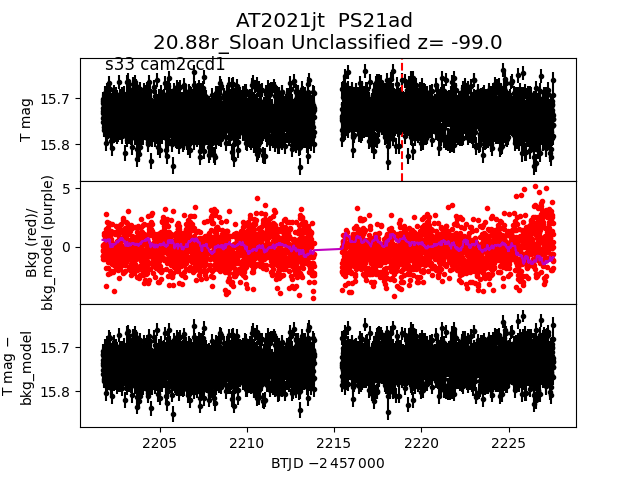 AT2021jt  PS21ad
20.88r_Sloan Unclassified z= -99.0
s33 cam2ccd1
T mag
15.7
15.8
Bkg (red)/
bkg_model (purple)
5
0
T mag −
bkg_model
15.7
15.8
2205 2210 2215 2220 2225
BTJD −2 457 000